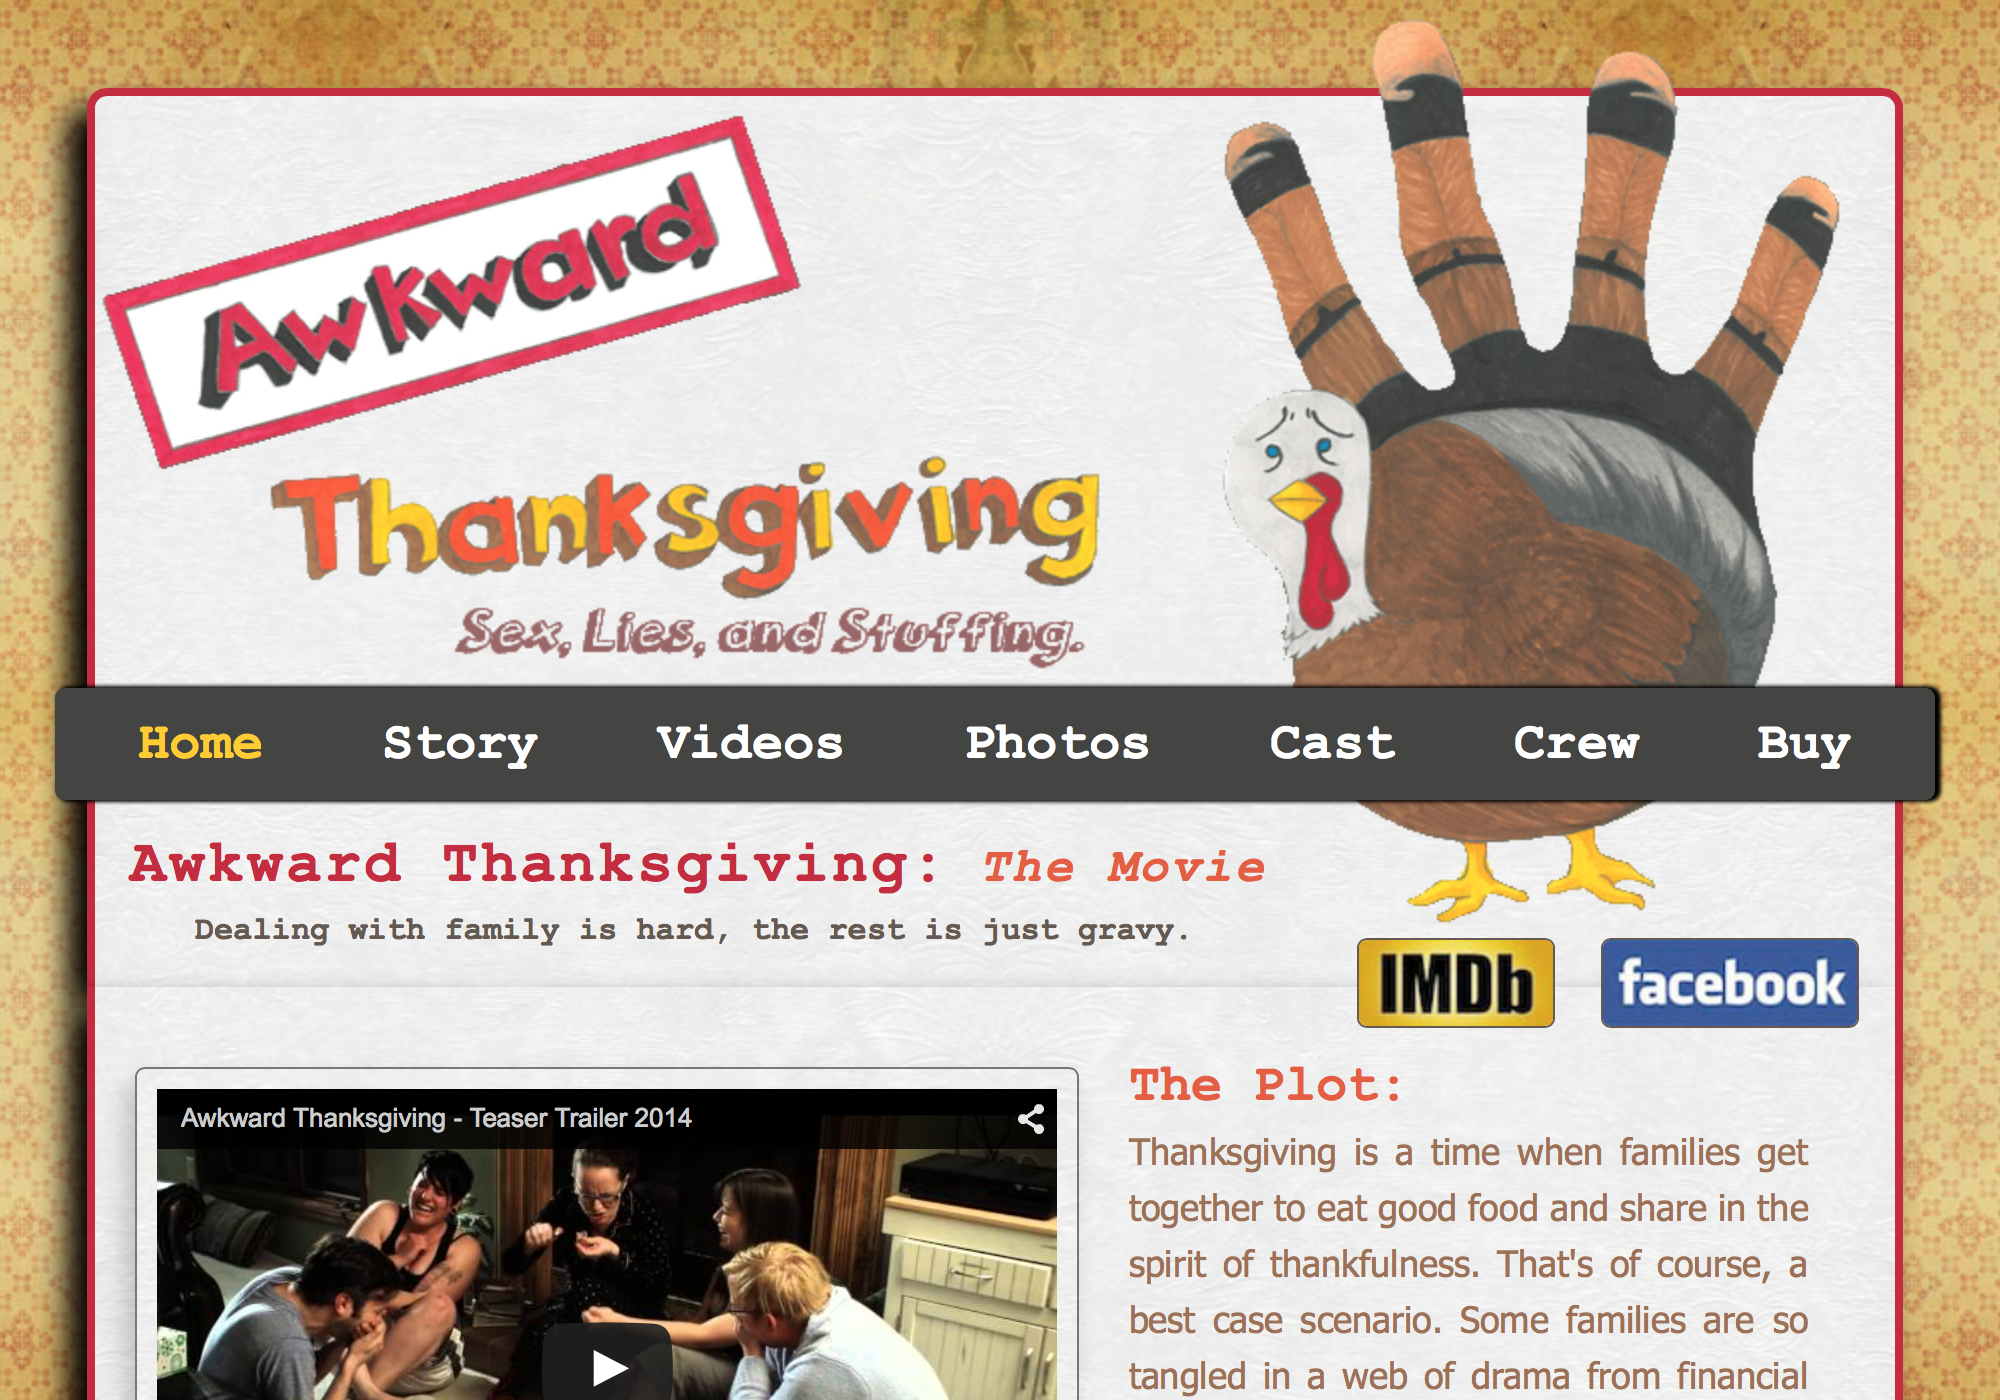 Awkward
Thanksgiving
Sex, Lies, and Stuffing.
Home Story Videos Photos Cast Crew Buy
Awkward Thanksgiving: The Movie
Dealing with family is hard, the rest is just gravy.
IMDb facebook
Awkward Thanksgiving - Teaser Trailer 2014
The Plot:
Thanksgiving is a time when families get
together to eat good food and share in the
spirit of thankfulness. That's of course, a
best case scenario. Some families are so
tangled in a web of drama from financial